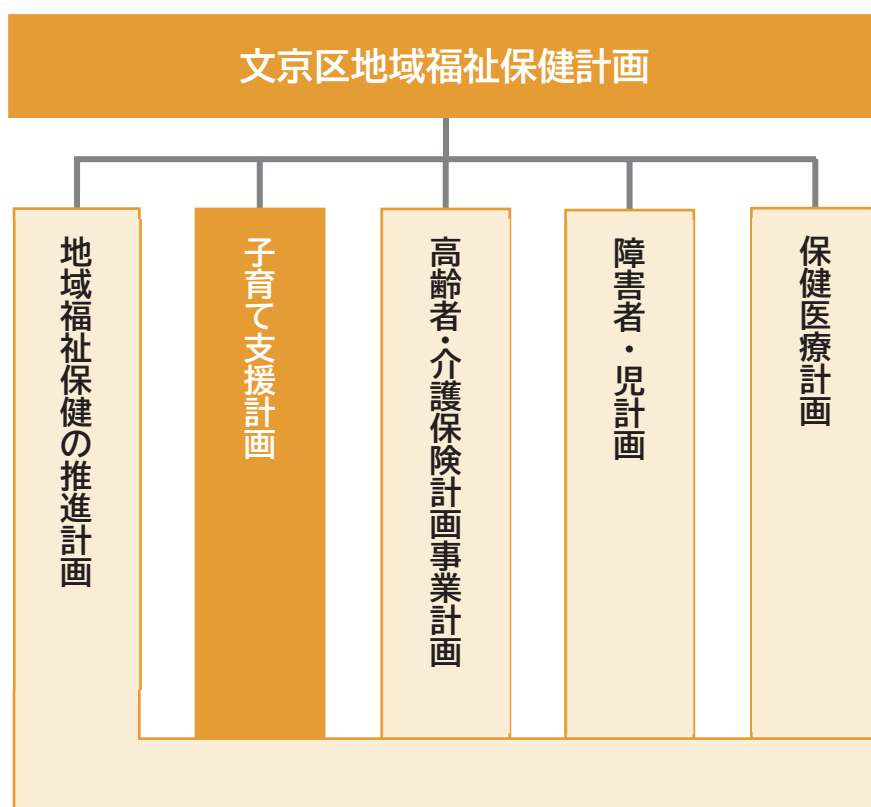 文京区地域福祉保健計画
地域福祉保健の推進計画
子育て支援計画
高齢者・介護保険計画事業計画
障害者・児計画
保健医療計画